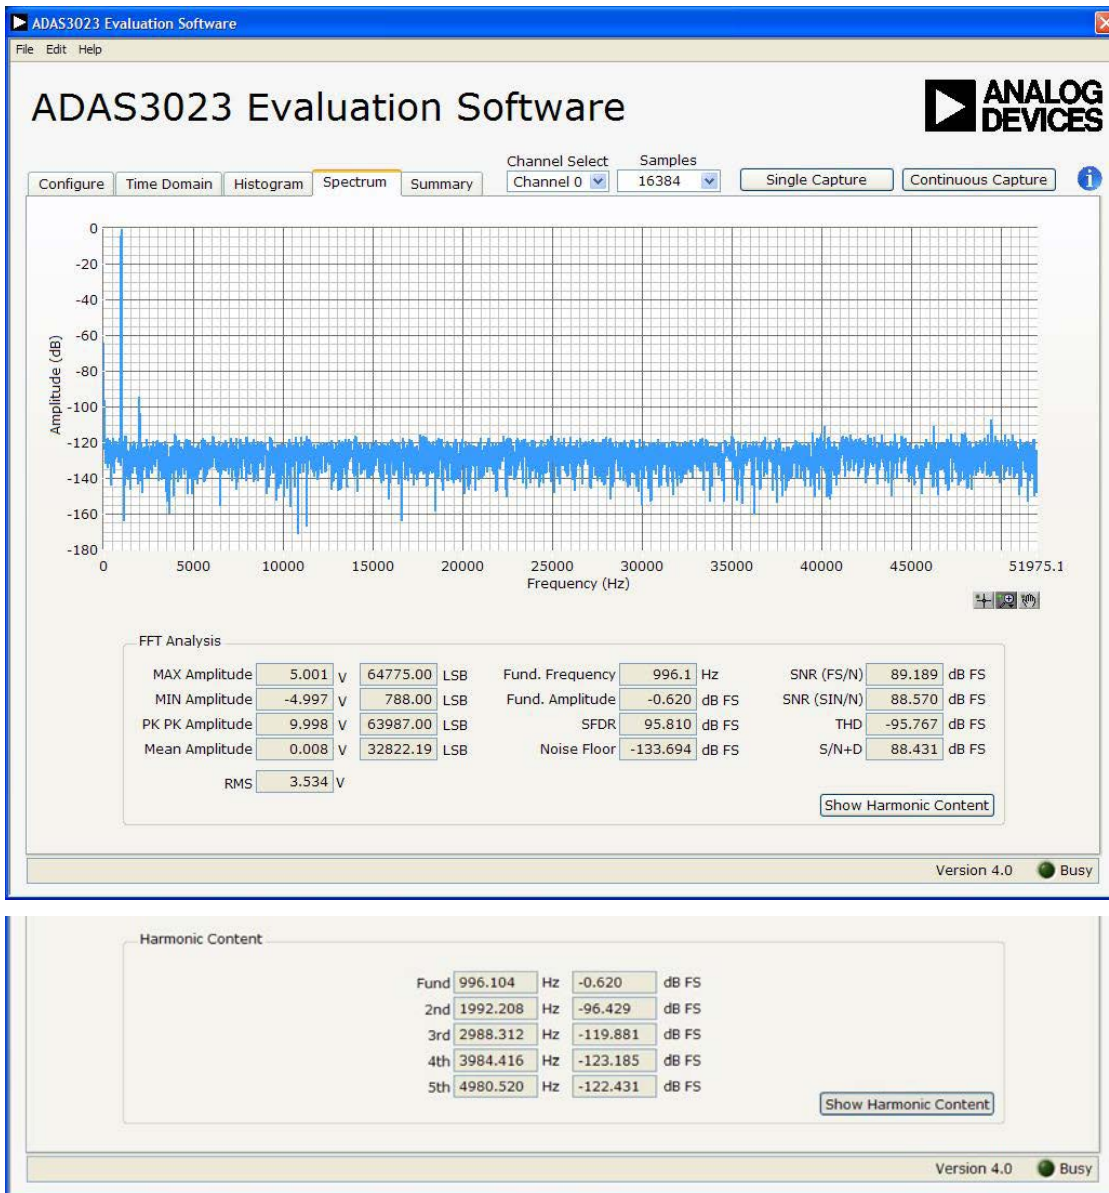 ADAS3023 Evaluation Software
File Edit Help
ADAS3023 Evaluation Software
ANALOG
DEVICES
Channel Select Samples
Configure Time Domain Histogram Spectrum Summary Channel 0 16384 Single Capture Continuous Capture i
0
-20
-40
-60
-80
-100
-120
-140
-160
-180
Amplitude (dB)
0 5000 10000 15000 20000 25000 30000 35000 40000 45000 51975.1
Frequency (Hz)
FFT Analysis
MAX Amplitude 5.001 V 64775.00 LSB Fund. Frequency 996.1 Hz SNR (FS/N) 89.189 dB FS
MIN Amplitude -4.997 V 788.00 LSB Fund. Amplitude -0.620 dB FS SNR (SIN/N) 88.570 dB FS
PK PK Amplitude 9.998 V 63987.00 LSB SFDR 95.810 dB FS THD -95.767 dB FS
Mean Amplitude 0.008 V 32822.19 LSB Noise Floor -133.694 dB FS S/N+D 88.431 dB FS
RMS 3.534 V
Show Harmonic Content
Version 4.0 Busy
Harmonic Content
Fund 996.104 Hz -0.620 dB FS
2nd 1992.208 Hz -96.429 dB FS
3rd 2988.312 Hz -119.881 dB FS
4th 3984.416 Hz -123.185 dB FS
5th 4980.520 Hz -122.431 dB FS
Show Harmonic Content
Version 4.0 Busy